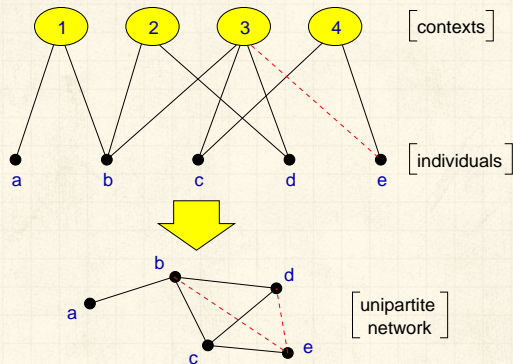 1 2 3 4 contexts
a b c d e individuals
b d
a
unipartite
network
c e